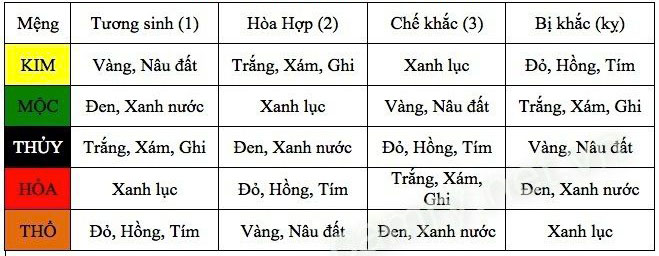 Mệng Tương sinh (1) Hòa Hợp (2) Chế khắc (3) Bị khắc (kỵ)
KIM Vàng, Nâu đất Trắng, Xám, Ghi Xanh lục Đỏ, Hồng, Tím
MỘC Đen, Xanh nước Xanh lục Vàng, Nâu đất Trắng, Xám, Ghi
THỦY Trắng, Xám, Ghi Đen, Xanh nước Đỏ, Hồng, Tím Vàng, Nâu đất
HỎA Xanh lục Đỏ, Hồng, Tím Trắng, Xám,
Ghi Đen, Xanh nước
THỔ Đỏ, Hồng, Tím Vàng, Nâu đất Đen, Xanh nước Xanh lục